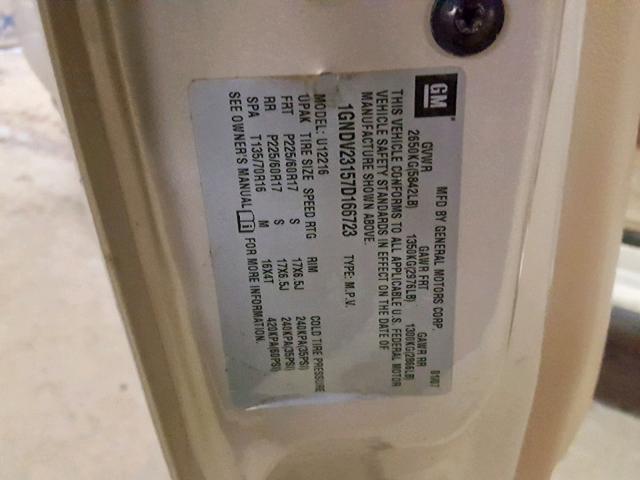 GM
MFD BY GENERAL MOTORS CORP. 01/07
GVWR GAWR FRT GAWR RR
2650KG(5842LB) 1350KG(2976LB) 1300KG(2866LB)
THIS VEHICLE CONFORMS TO ALL APPLICABLE U.S. FEDERAL MOTOR
VEHICLE SAFETY STANDARDS IN EFFECT ON THE DATE OF
MANUFACTURE SHOWN ABOVE.
1GNDV23157D166723 TYPE: M.P.V.
MODEL: U12216
UPAK TIRE SIZE SPEED RTG RIM COLD TIRE PRESSURE
FRT P225/60R17 S 17X6.5J 240KPA(35PSI)
RR P225/60R17 S 17X6.5J 240KPA(35PSI)
SPA T135/70R16 M 16X4T 420KPA(60PSI)
SEE OWNER'S MANUAL i FOR MORE INFORMATION.